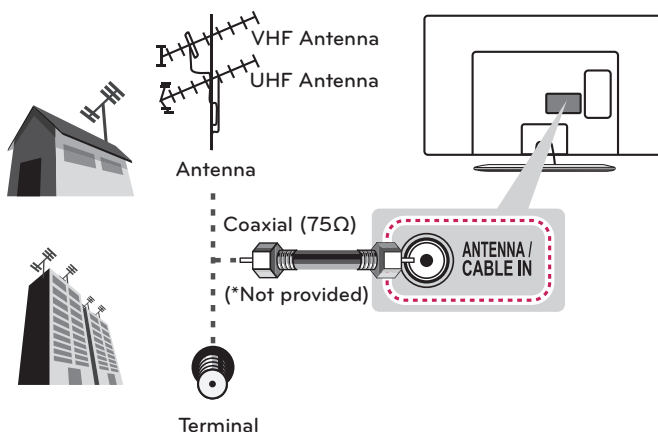 VHF Antenna
UHF Antenna
Antenna
Coaxial (75Ω)
ANTENNA /
CABLE IN
(*Not provided)
Terminal